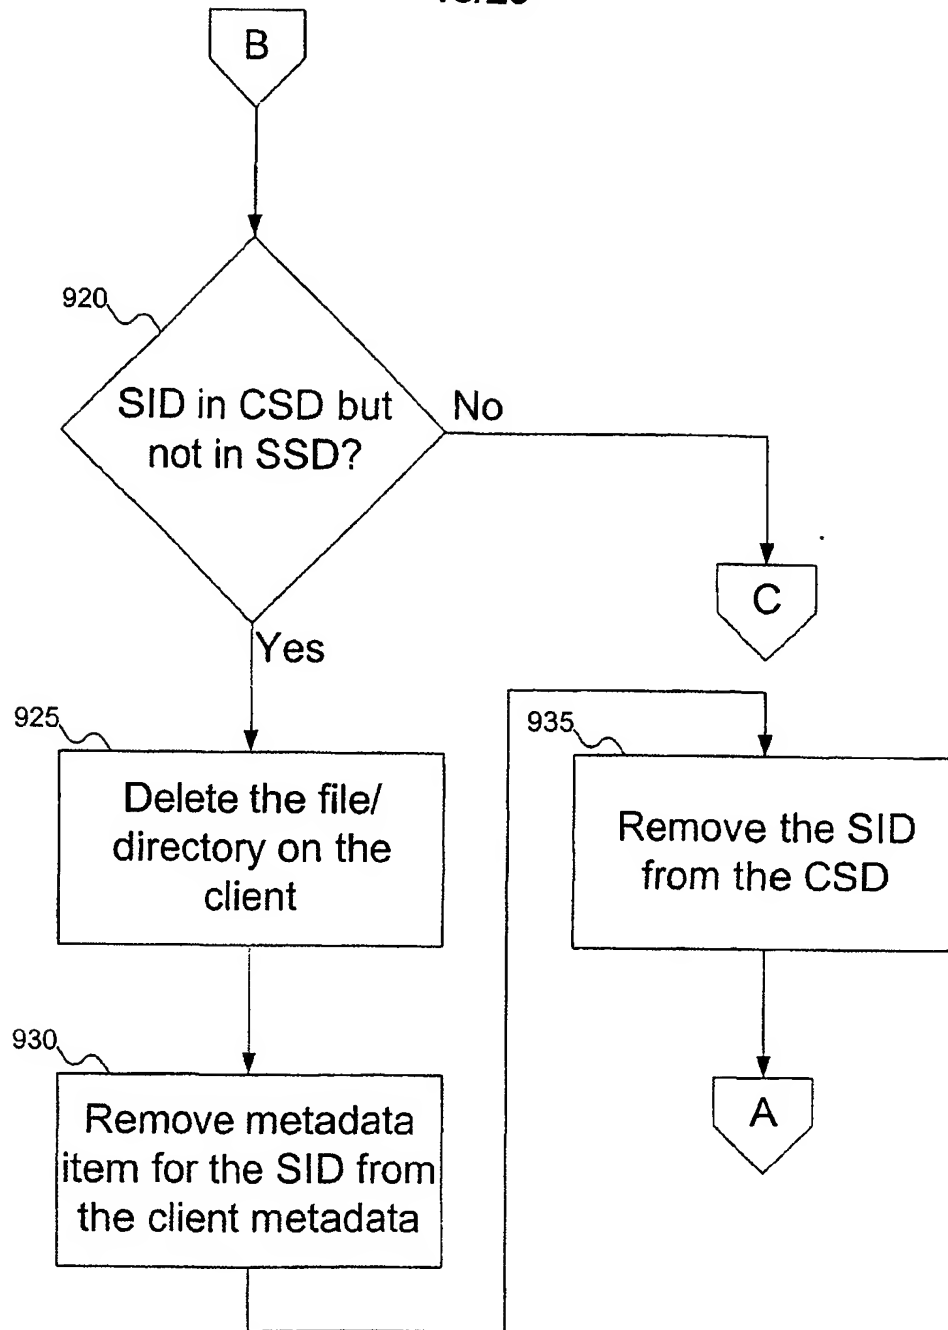 B
920
SID in CSD but
not in SSD?
No
C
Yes
925
Delete the file/
directory on the
client
930
Remove metadata
item for the SID from
the client metadata
935
Remove the SID
from the CSD
A